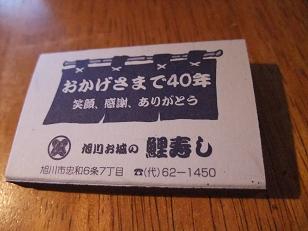 おかげさまで40年
笑顔、感謝、ありがとう
旭川お城の 鯉寿し
旭川市忠和6条7丁目 ☎(代)62-1450